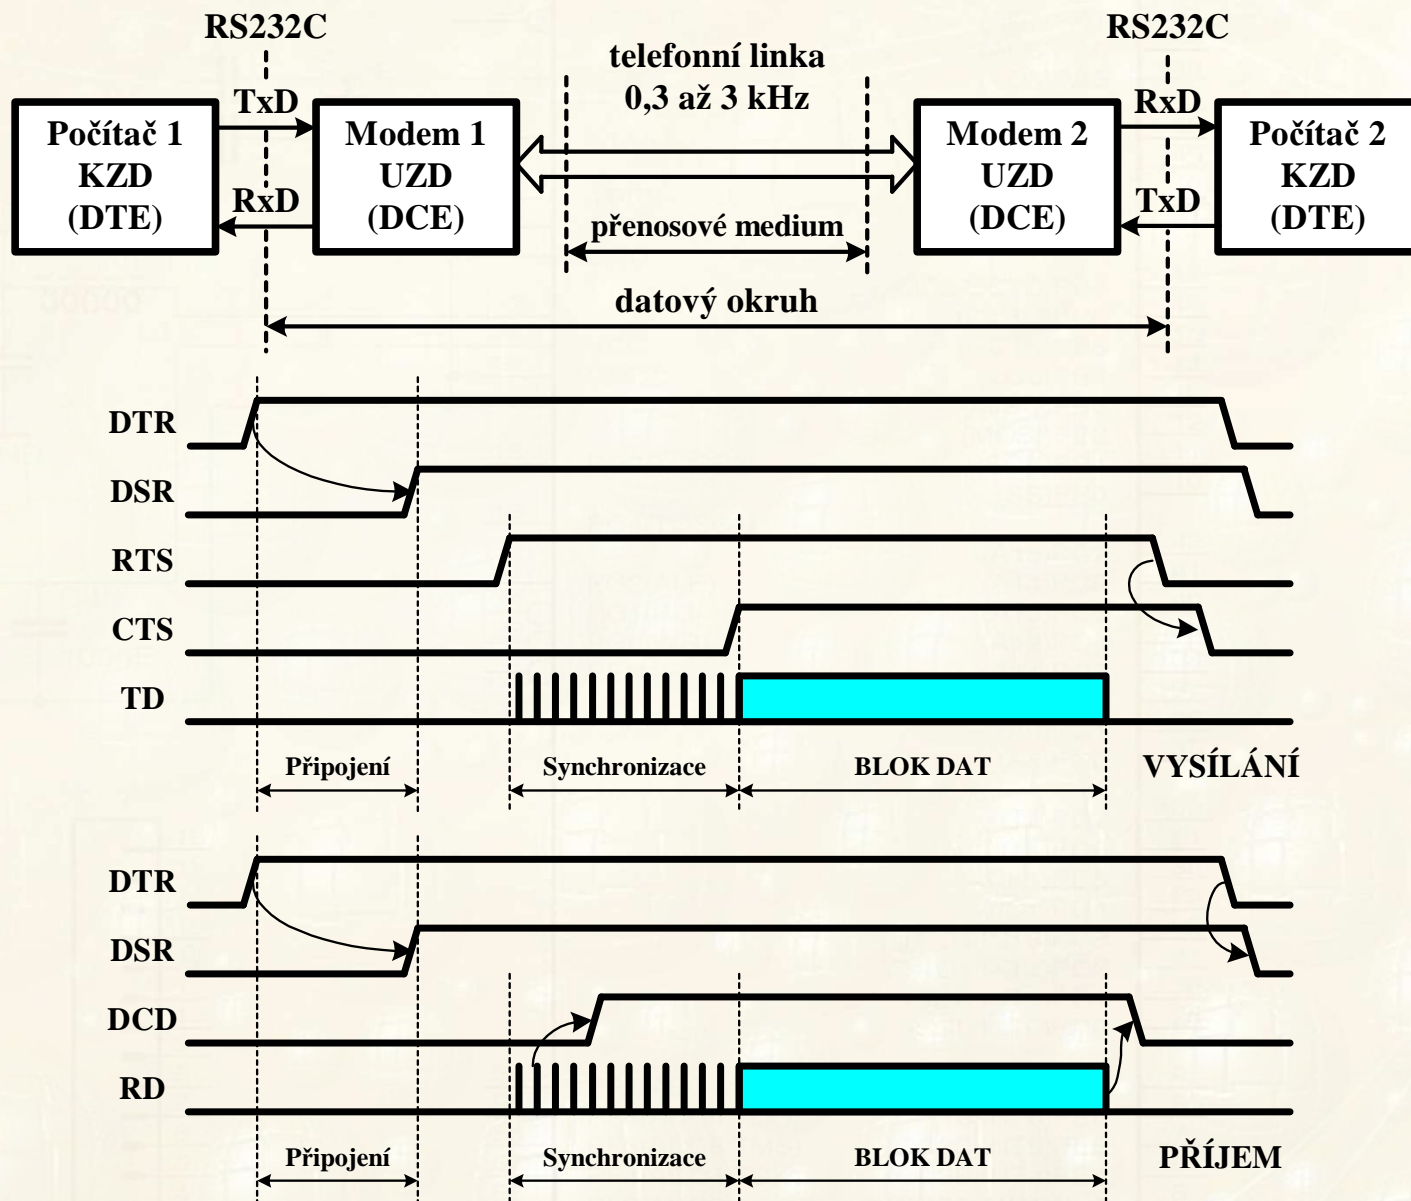 RS232C
RS232C
telefonní linka
0,3 až 3 kHz
Počítač 1
KZD
(DTE)
TxD
RxD
Modem 1
UZD
(DCE)
přenosové medium
Modem 2
UZD
(DCE)
RxD
TxD
Počítač 2
KZD
(DTE)
datový okruh
DTR
DSR
RTS
CTS
TD
Připojení
Synchronizace
BLOK DAT
VYSÍLÁNÍ
DTR
DSR
DCD
RD
Připojení
Synchronizace
BLOK DAT
PŘÍJEM